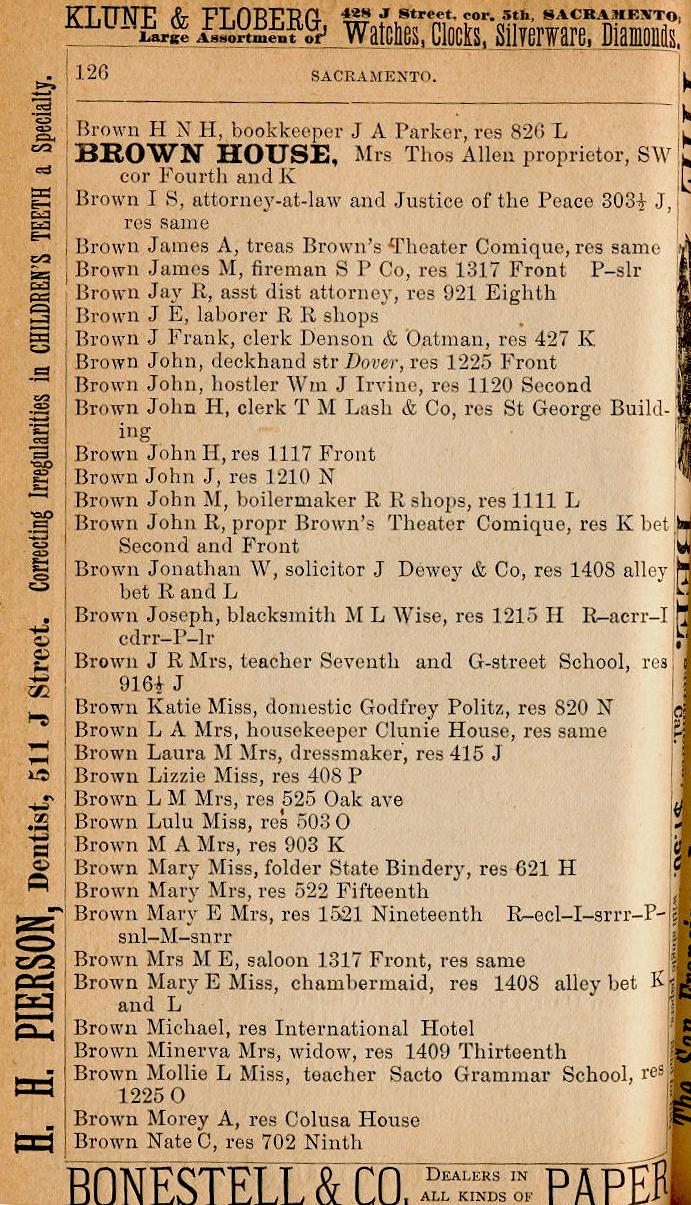 KLUNE & FLOBERG, 428 J Street, cor. 5th, SACRAMENTO,
Large Assortment of Watches, Clocks, Silverware, Diamonds.
126 SACRAMENTO.
Brown H N H, bookkeeper J A Parker, res 826 L
BROWN HOUSE, Mrs Thos Allen proprietor, SW
cor Fourth and K
Brown I S, attorney-at-law and Justice of the Peace 303½ J,
res same
Brown James A, treas Brown's Theater Comique, res same
Brown James M, fireman S P Co, res 1317 Front P-slr
Brown Jay R, asst dist attorney, res 921 Eighth
Brown J E, laborer R R shops
Brown J Frank, clerk Denson & Oatman, res 427 K
Brown John, deckhand str Dover, res 1225 Front
Brown John, hostler Wm J Irvine, res 1120 Second
Brown John H, clerk T M Lash & Co, res St George Build-
ing
Brown John H, res 1117 Front
Brown John J, res 1210 N
Brown John M, boilermaker R R shops, res 1111 L
Brown John R, propr Brown's Theater Comique, res K bet
Second and Front
Brown Jonathan W, solicitor J Dewey & Co, res 1408 alley
bet R and L
Brown Joseph, blacksmith M L Wise, res 1215 H R-acrr-I
cdrr-P-lr
Brown J R Mrs, teacher Seventh and G-street School, res
916½ J
Brown Katie Miss, domestic Godfrey Politz, res 820 N
Brown L A Mrs, housekeeper Clunie House, res same
Brown Laura M Mrs, dressmaker, res 415 J
Brown Lizzie Miss, res 408 P
Brown L M Mrs, res 525 Oak ave
Brown Lulu Miss, res 503 O
Brown M A Mrs, res 903 K
Brown Mary Miss, folder State Bindery, res 621 H
Brown Mary Mrs, res 522 Fifteenth
Brown Mary E Mrs, res 1521 Nineteenth R-ecl-I-srrr-P-
snl-M-snrr
Brown Mrs M E, saloon 1317 Front, res same
Brown Mary E Miss, chambermaid, res 1408 alley bet K
and L
Brown Michael, res International Hotel
Brown Minerva Mrs, widow, res 1409 Thirteenth
Brown Mollie L Miss, teacher Sacto Grammar School, res
1225 O
Brown Morey A, res Colusa House
Brown Nate C, res 702 Ninth
BONESTELL & CO. DEALERS IN ALL KINDS OF PAPER
H. H. PIERSON, Dentist, 511 J Street. Correcting Irregularities in CHILDREN'S TEETH a Specialty.
Cal.
$1.50.